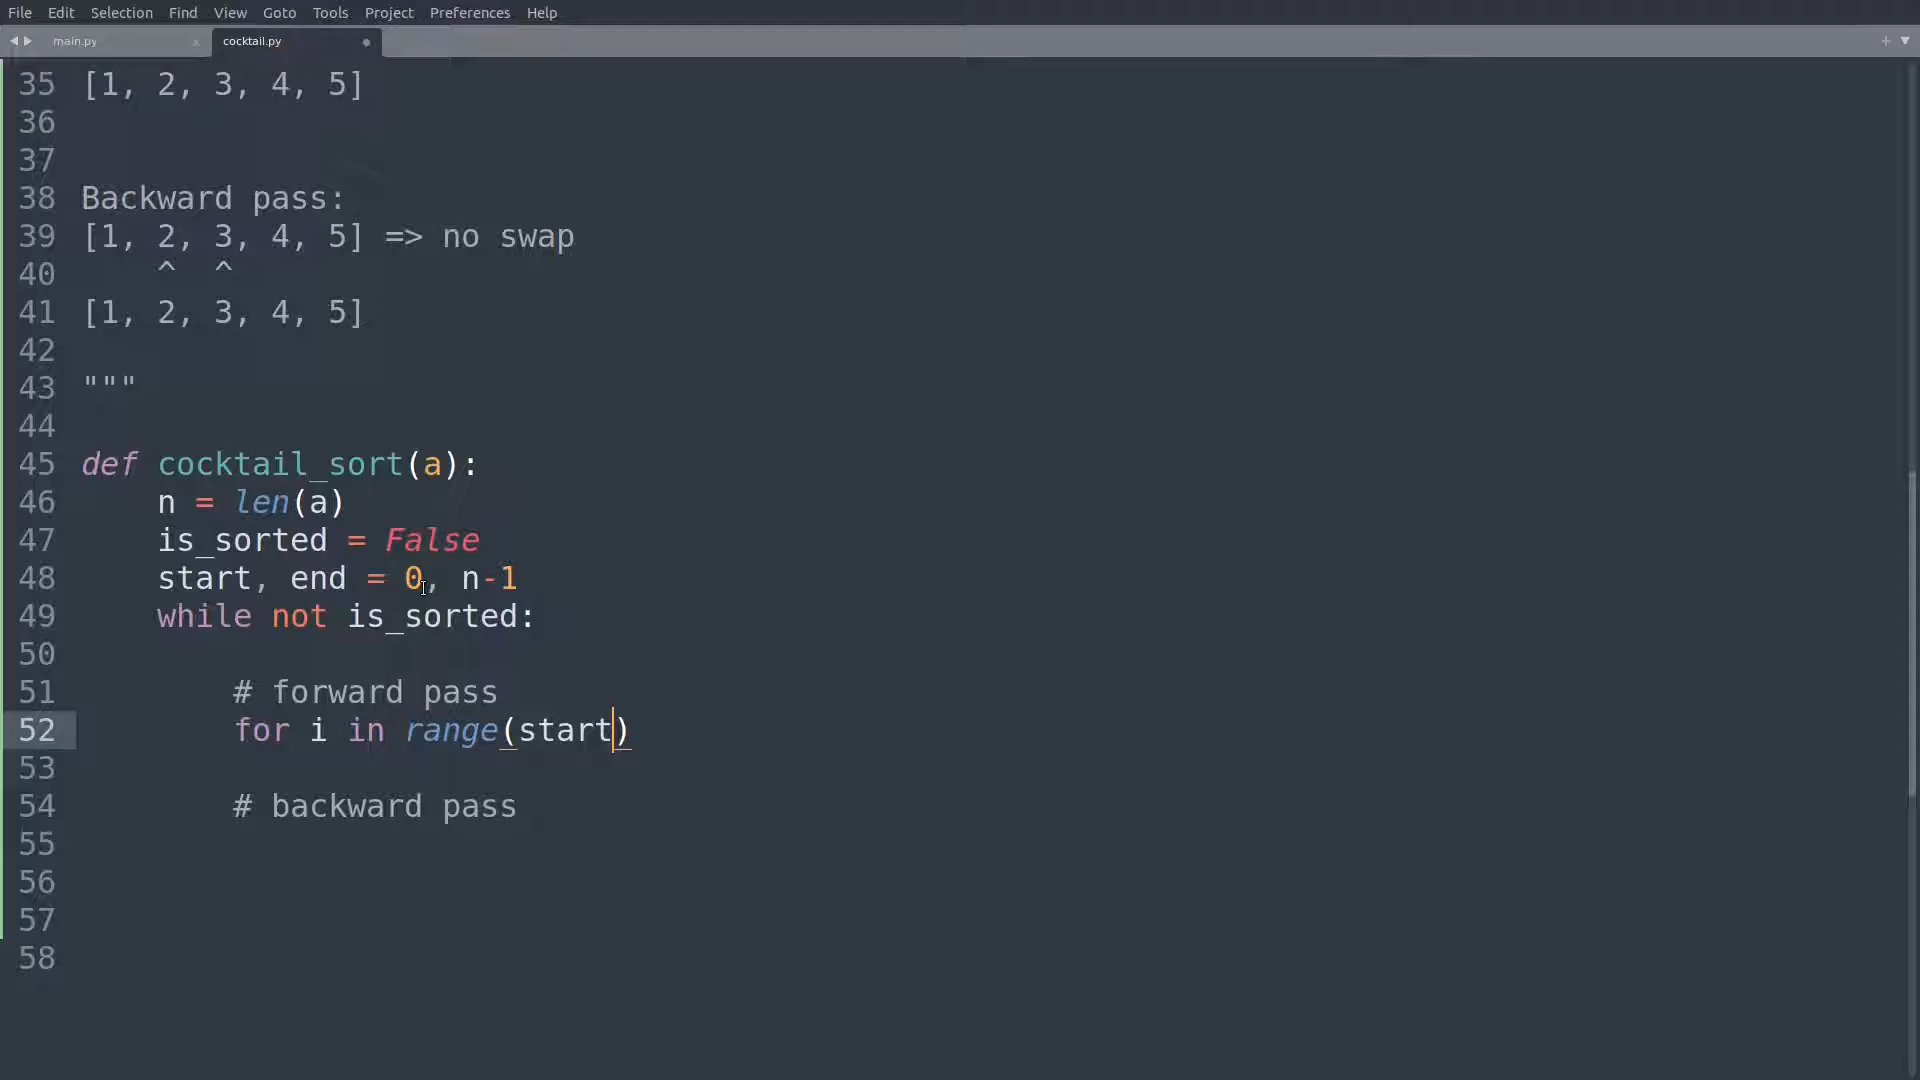 File Edit Selection Find View Goto Tools Project Preferences Help
main.py cocktail.py
35 [1, 2, 3, 4, 5]
36
37
38 Backward pass:
39 [1, 2, 3, 4, 5] => no swap
40 ^ ^
41 [1, 2, 3, 4, 5]
42
43 """
44
45 def cocktail_sort(a):
46 n = len(a)
47 is_sorted = False
48 start, end = 0, n-1
49 while not is_sorted:
50
51 # forward pass
52 for i in range(start)
53
54 # backward pass
55
56
57
58